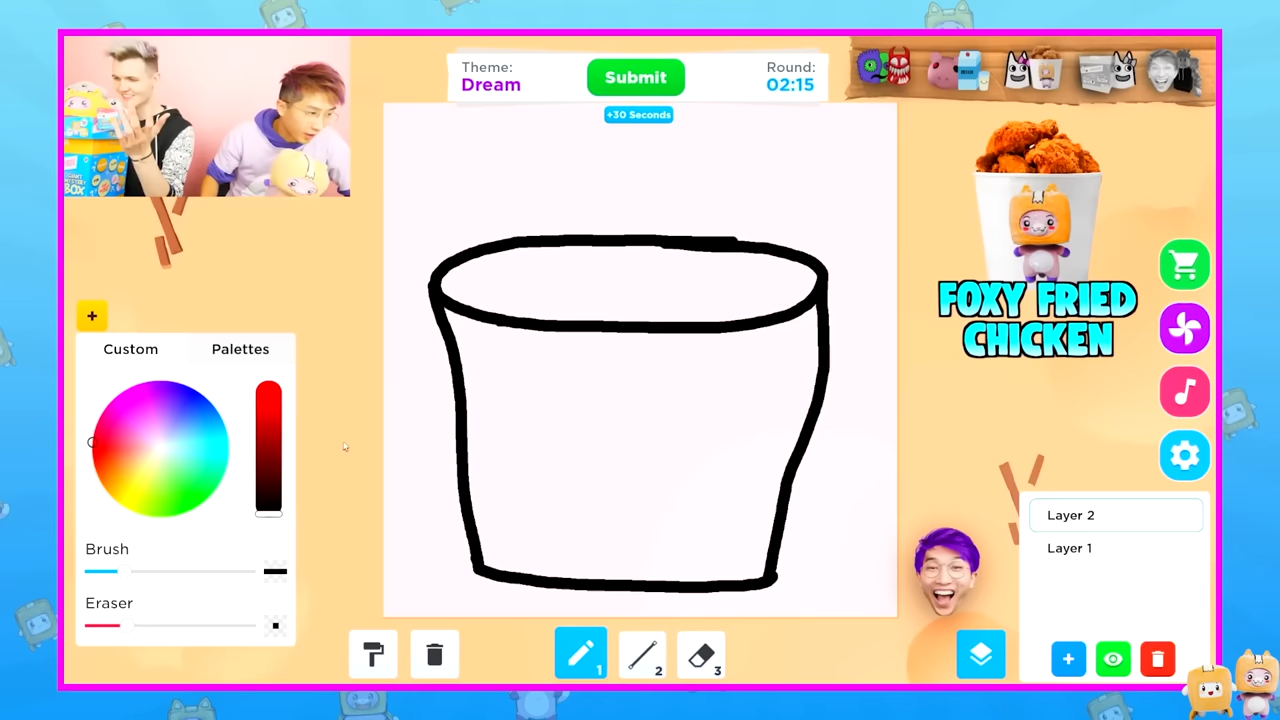 Theme:
Dream
Submit
Round:
02:15
+30 Seconds
FOXY FRIED
CHICKEN
+
Custom
Palettes
Brush
Eraser
Layer 2
Layer 1
1
2
3
+
BOX